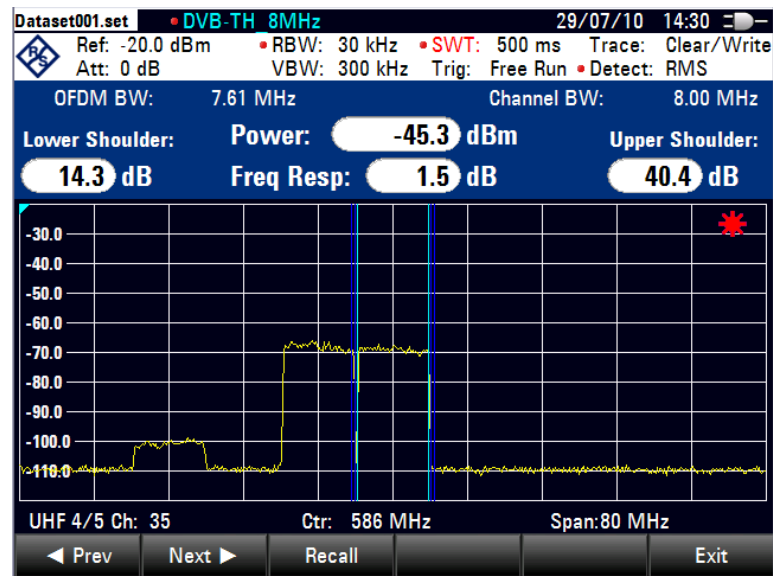 Dataset001.set • DVB-TH_8MHz 29/07/10 14:30
R&S Ref: -20.0 dBm • RBW: 30 kHz • SWT: 500 ms Trace: Clear/Write
Att: 0 dB VBW: 300 kHz Trig: Free Run • Detect: RMS
OFDM BW: 7.61 MHz Channel BW: 8.00 MHz
Lower Shoulder: Power: -45.3 dBm Upper Shoulder:
14.3 dB Freq Resp: 1.5 dB 40.4 dB
-30.0
-40.0
-50.0
-60.0
-70.0
-80.0
-90.0
-100.0
-110.0
UHF 4/5 Ch: 35 Ctr: 586 MHz Span:80 MHz
◄ Prev Next ► Recall Exit